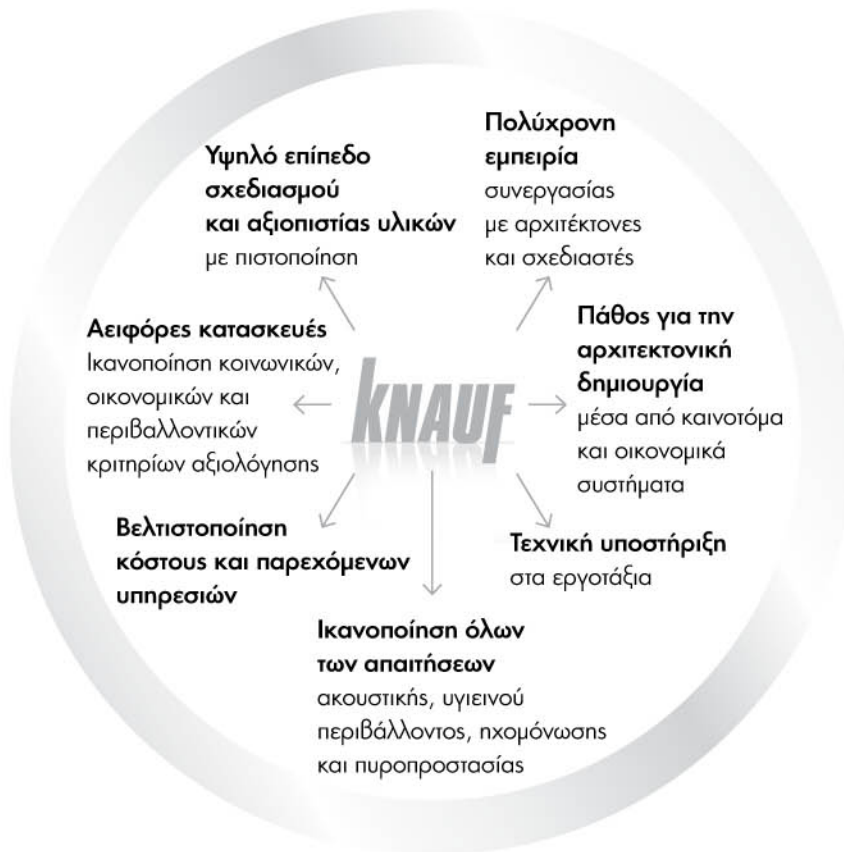 Υψηλό επίπεδο
σχεδιασμού
και αξιοπιστίας υλικών
με πιστοποίηση
Πολύχρονη
εμπειρία
συνεργασίας
με αρχιτέκτονες
και σχεδιαστές
Αειφόρες κατασκευές
Ικανοποίηση κοινωνικών,
οικονομικών και
περιβαλλοντικών
κριτηρίων αξιολόγησης
KNAUF
Πάθος για την
αρχιτεκτονική
δημιουργία
μέσα από καινοτόμα
και οικονομικά
συστήματα
Βελτιστοποίηση
κόστους και παρεχόμενων
υπηρεσιών
Τεχνική υποστήριξη
στα εργοτάξια
Ικανοποίηση όλων
των απαιτήσεων
ακουστικής, υγιεινού
περιβάλλοντος, ηχομόνωσης
και πυροπροστασίας